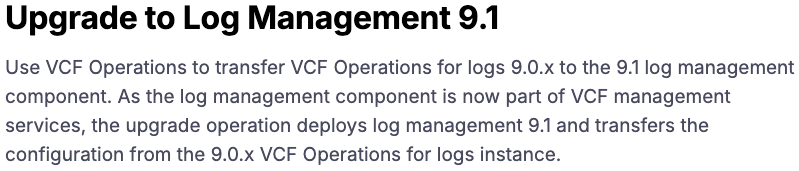 Upgrade to Log Management 9.1
Use VCF Operations to transfer VCF Operations for logs 9.0.x to the 9.1 log management
component. As the log management component is now part of VCF management
services, the upgrade operation deploys log management 9.1 and transfers the
configuration from the 9.0.x VCF Operations for logs instance.